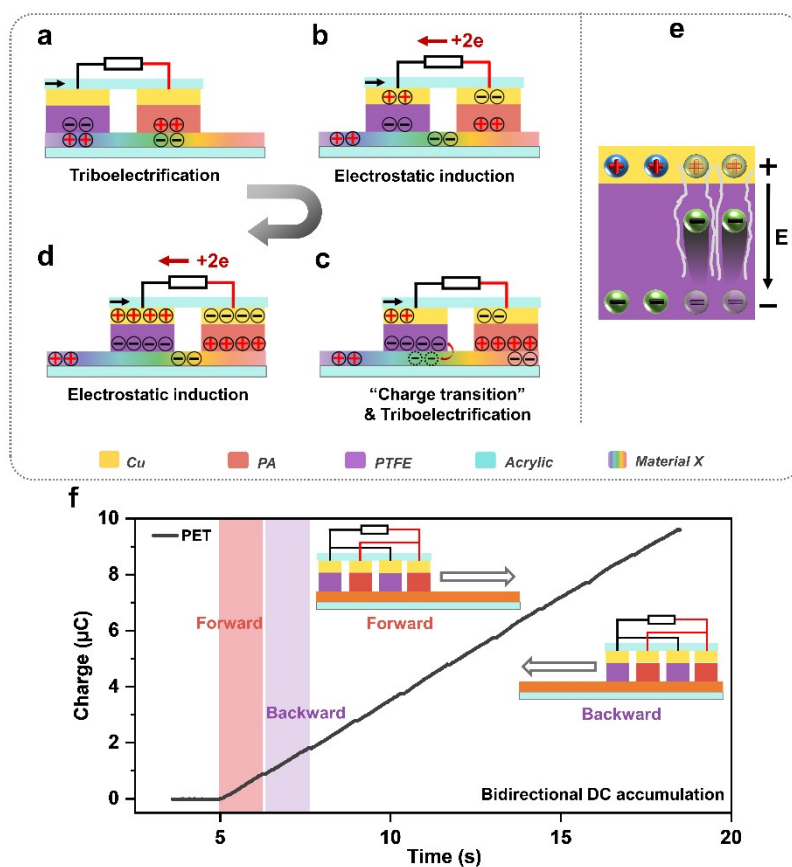 a
Triboelectrification
b
+2e
Electrostatic induction
d
+2e
Electrostatic induction
c
“Charge transition”
& Triboelectrification
e
+
E
−
Cu
PA
PTFE
Acrylic
Material X
f
PET
Forward
Forward
Backward
Backward
Bidirectional DC accumulation
Charge (μC)
10
8
6
4
2
0
5
10
15
20
Time (s)